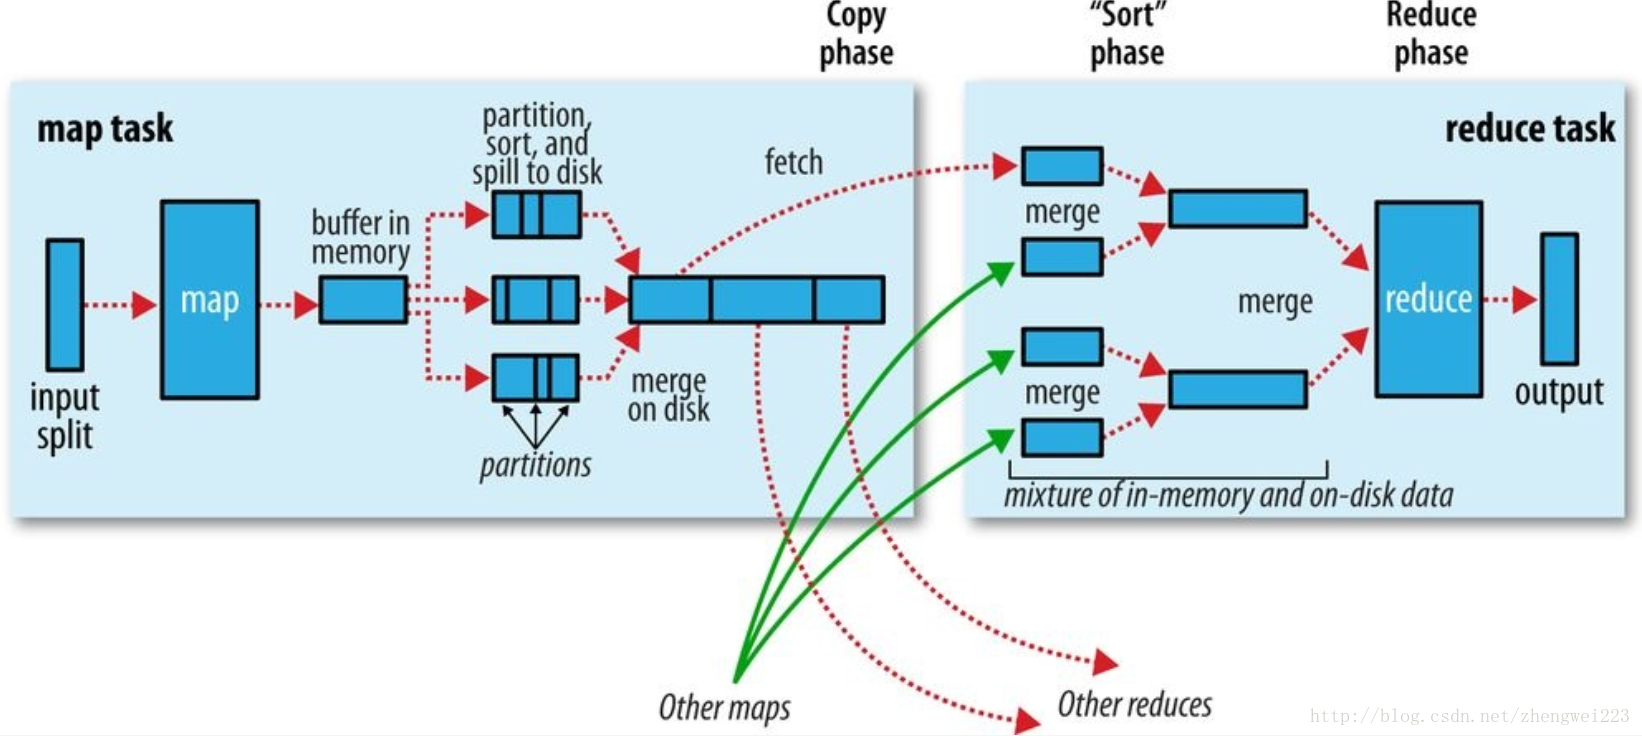 Copy
phase
“Sort”
phase
Reduce
phase
map task
partition,
sort, and
spill to disk
fetch
buffer in
memory
map
input
split
merge
on disk
partitions
reduce task
merge
merge
merge
reduce
output
mixture of in-memory and on-disk data
Other maps
Other reduces
http://blog.csdn.net/zhengwei223